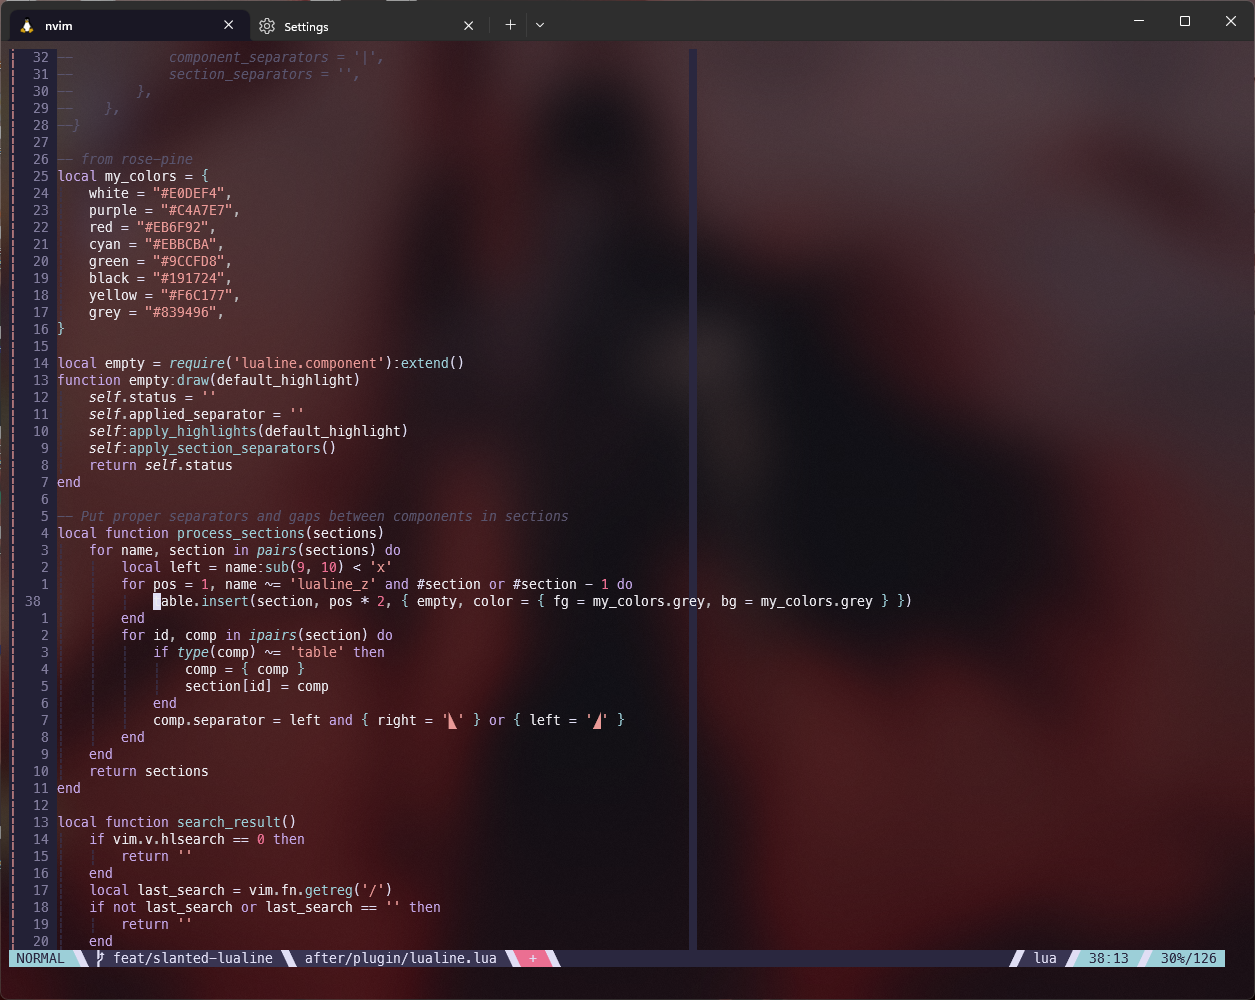 nvim
Settings
32 --            component_separators = '|',
31 --            section_separators = '',
30 --        },
29 --    },
28 --}
27
26 -- from rose-pine
25 local my_colors = {
24     white = "#E0DEF4",
23     purple = "#C4A7E7",
22     red = "#EB6F92",
21     cyan = "#EBBCBA",
20     green = "#9CCFD8",
19     black = "#191724",
18     yellow = "#F6C177",
17     grey = "#839496",
16 }
15
14 local empty = require('lualine.component'):extend()
13 function empty:draw(default_highlight)
12     self.status = ''
11     self.applied_separator = ''
10     self:apply_highlights(default_highlight)
9     self:apply_section_separators()
8     return self.status
7 end
6
5 -- Put proper separators and gaps between components in sections
4 local function process_sections(sections)
3     for name, section in pairs(sections) do
2         local left = name:sub(9, 10) < 'x'
1         for pos = 1, name ~= 'lualine_z' and #section or #section - 1 do
38             table.insert(section, pos * 2, { empty, color = { fg = my_colors.grey, bg = my_colors.grey } })
1         end
2         for id, comp in ipairs(section) do
3             if type(comp) ~= 'table' then
4                 comp = { comp }
5                 section[id] = comp
6             end
7             comp.separator = left and { right = '' } or { left = '' }
8         end
9     end
10     return sections
11 end
12
13 local function search_result()
14     if vim.v.hlsearch == 0 then
15         return ''
16     end
17     local last_search = vim.fn.getreg('/')
18     if not last_search or last_search == '' then
19         return ''
20     end
NORMAL feat/slanted-lualine after/plugin/lualine.lua + lua 38:13 30%/126